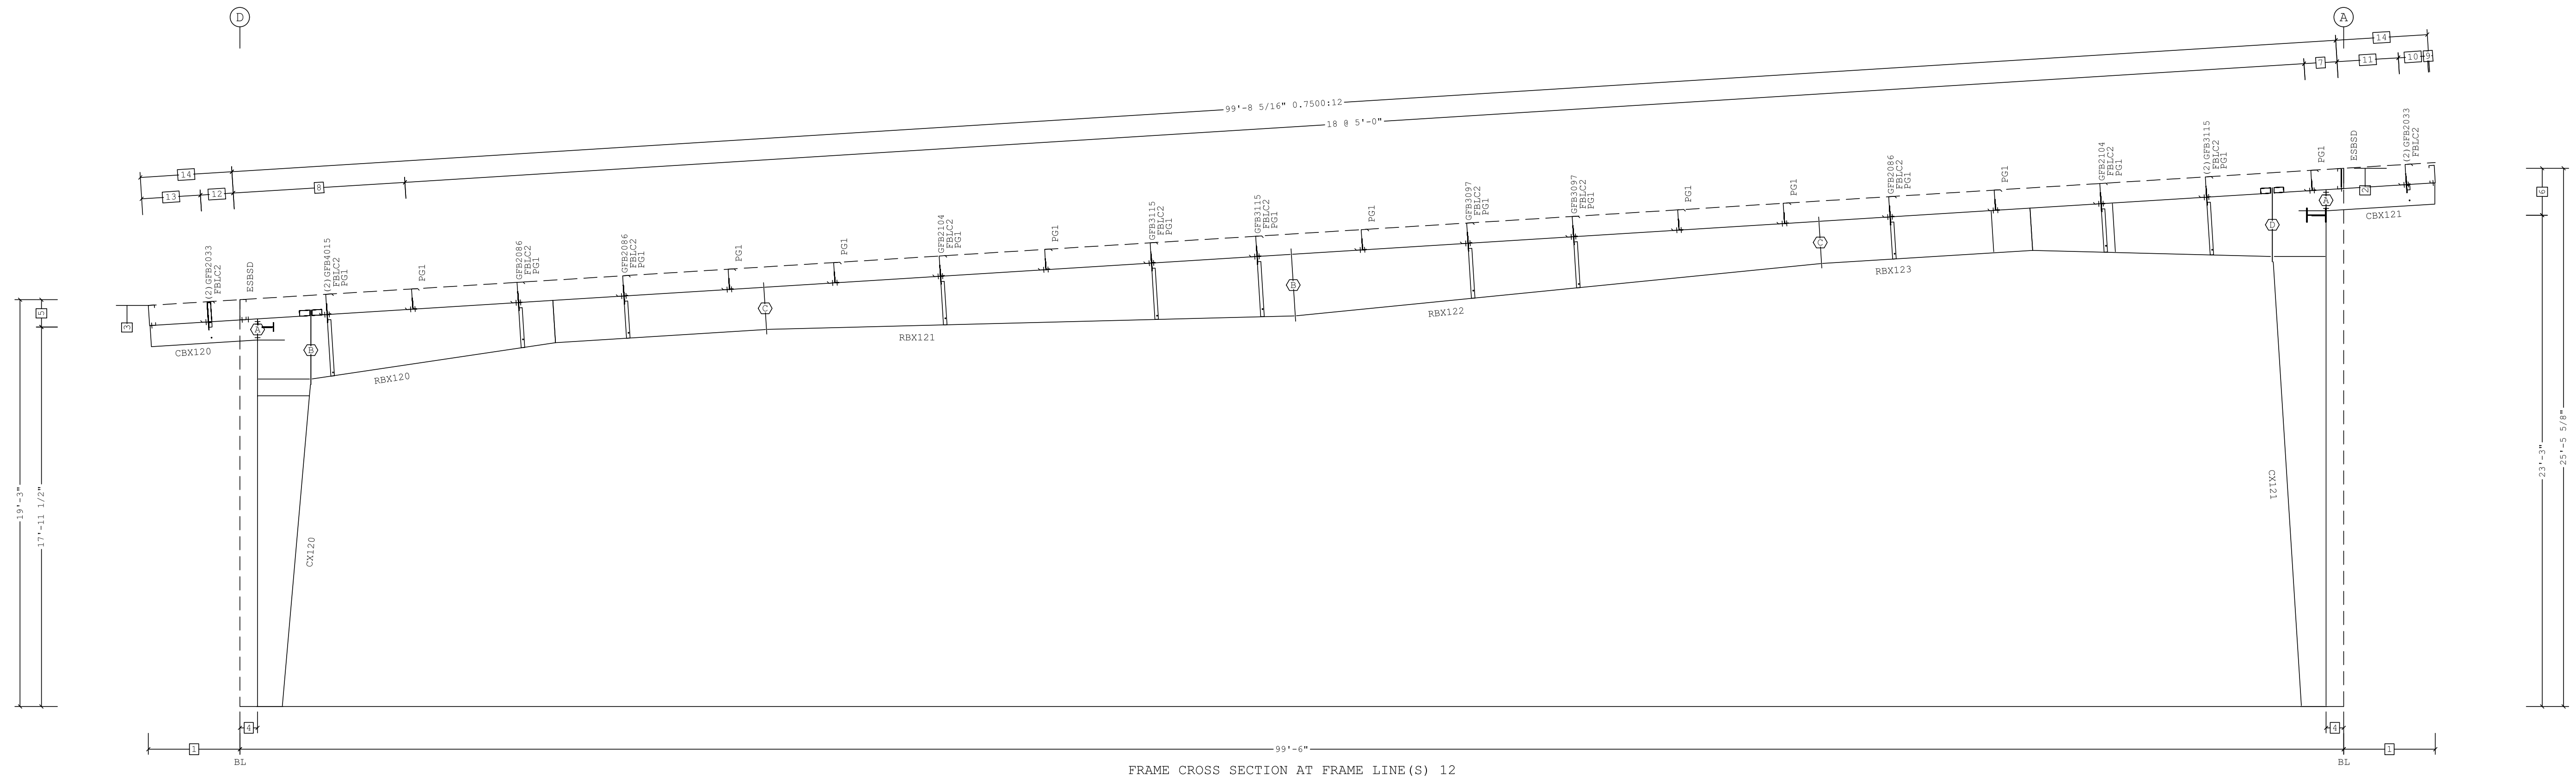 D
A
14
99'-8 5/16" 0.7500:12
14
13
12
8
18 @ 5'-0"
7
11
10
9
(2)GFB2033
FBLC2
ESBSD
(2)GFB4015
FBLC2
PG1
PG1
GFB2086
FBLC2
PG1
GFB2086
FBLC2
PG1
PG1
PG1
GFB2104
FBLC2
PG1
PG1
GFB3115
FBLC2
PG1
GFB3115
FBLC2
PG1
PG1
GFB3097
FBLC2
PG1
GFB3097
FBLC2
PG1
PG1
PG1
GFB2086
FBLC2
PG1
PG1
GFB2104
FBLC2
PG1
(2)GFB3115
FBLC2
PG1
PG1
ESBSD
(2)GFB2033
FBLC2
3
5
A
B
C
B
C
D
A
2
6
CBX120
RBX120
RBX121
RBX122
RBX123
CBX121
19'-3"
17'-11 1/2"
CX120
CX121
23'-3"
25'-5 5/8"
4
4
1
99'-6"
1
BL
BL
FRAME CROSS SECTION AT FRAME LINE(S) 12